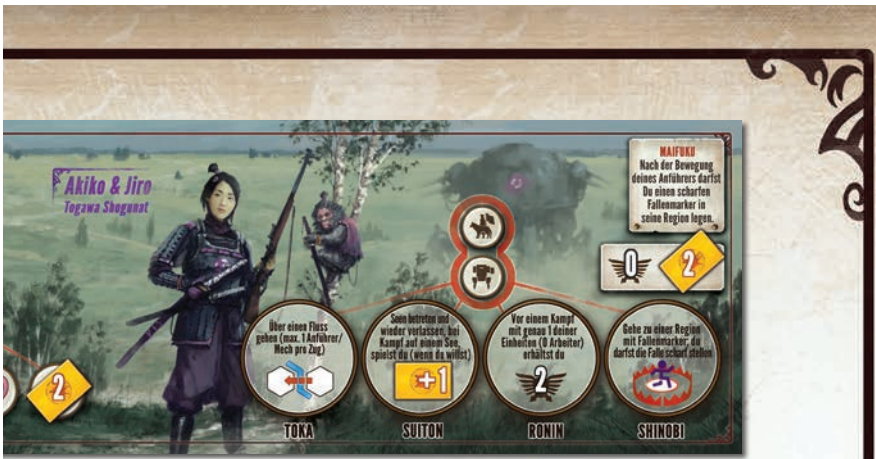 Akiko & Jiro
Togawa Shogunat
MAIFUKU
Nach der Bewegung
deines Anführers darfst
Du einen scharfen
Fallenmarker in
seine Region legen.
0
2
2
Über einen Fluss
gehen (max. 1 Anführer/
Mech pro Zug)
TOKA
Seen betreten und
wieder verlassen, bei
Kampf auf einem See,
spielst du (wenn du willst)
+1
SUITON
Vor einem Kampf
mit genau 1 deiner
Einheiten (0 Arbeiter)
erhältst du
2
RONIN
Gehe zu einer Region
mit Fallenmarker; du
darfst die Falle scharf stellen
SHINOBI